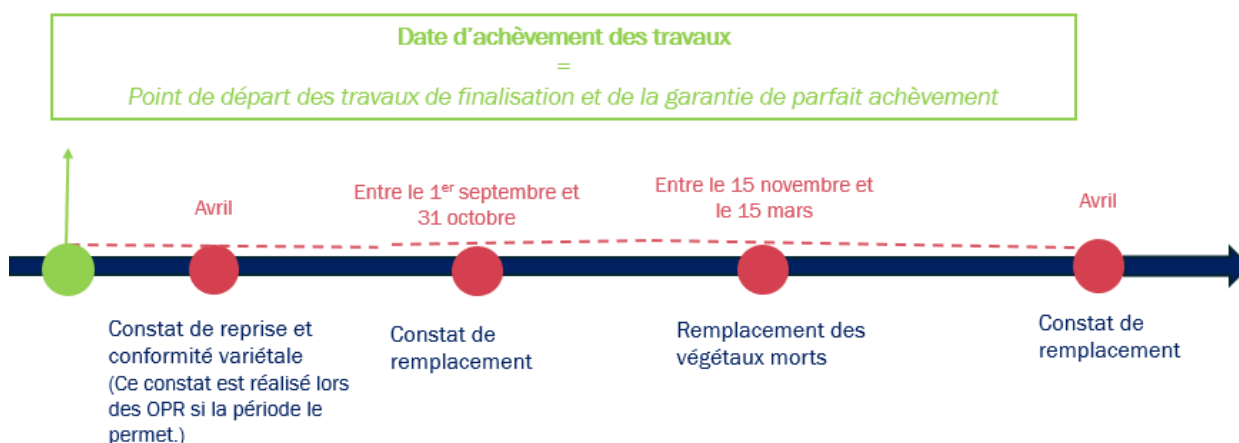 Date d'achèvement des travaux
=
Point de départ des travaux de finalisation et de la garantie de parfait achèvement
Avril
Entre le 1er septembre et
31 octobre
Entre le 15 novembre et
le 15 mars
Avril
Constat de reprise et
conformité variétale
(Ce constat est réalisé lors
des OPR si la période le
permet.)
Constat de
remplacement
Remplacement des
végétaux morts
Constat de
remplacement